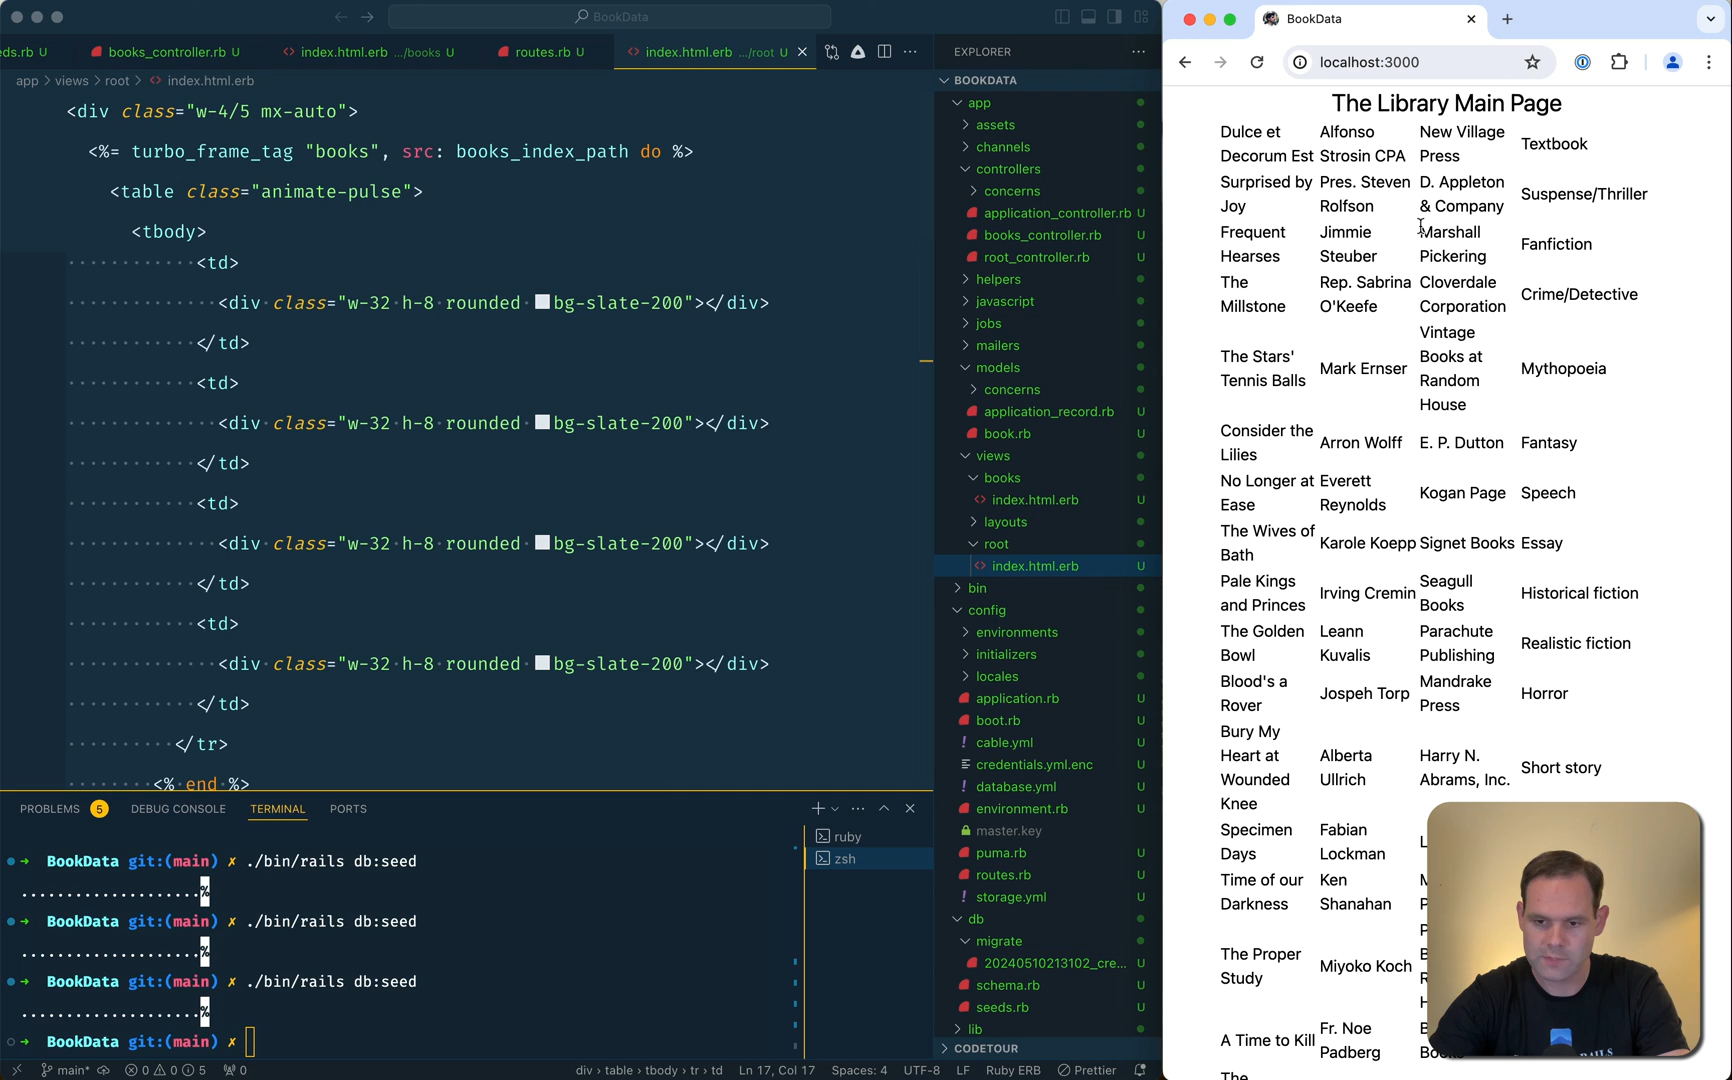 BookData
eds.rb U
books_controller.rb U
index.html.erb .../books U
routes.rb U
index.html.erb .../root U
app > views > root > index.html.erb
<div class="w-4/5 mx-auto">
<%= turbo_frame_tag "books", src: books_index_path do %>
<table class="animate-pulse">
<tbody>
<td>
<div class="w-32 h-8 rounded bg-slate-200"></div>
</td>
<td>
<div class="w-32 h-8 rounded bg-slate-200"></div>
</td>
<td>
<div class="w-32 h-8 rounded bg-slate-200"></div>
</td>
<td>
<div class="w-32 h-8 rounded bg-slate-200"></div>
</td>
</tr>
<% end %>
PROBLEMS 5 DEBUG CONSOLE TERMINAL PORTS
ruby
zsh
BookData git:(main) ✗ ./bin/rails db:seed
....................%
BookData git:(main) ✗ ./bin/rails db:seed
....................%
BookData git:(main) ✗ ./bin/rails db:seed
....................%
BookData git:(main) ✗
main* 0 0 5 0
div > table > tbody > tr > td Ln 17, Col 17 Spaces: 4 UTF-8 LF Ruby ERB Prettier
EXPLORER
BOOKDATA
app
assets
channels
controllers
concerns
application_controller.rb U
books_controller.rb U
root_controller.rb U
helpers
javascript
jobs
mailers
models
concerns
application_record.rb U
book.rb U
views
books
index.html.erb U
layouts
root
index.html.erb U
bin
config
environments
initializers
locales
application.rb U
boot.rb U
cable.yml U
credentials.yml.enc U
database.yml U
environment.rb U
master.key
puma.rb U
routes.rb U
storage.yml U
db
migrate
20240510213102_cre... U
schema.rb U
seeds.rb U
lib
CODETOUR
BookData
localhost:3000
The Library Main Page
Dulce et Decorum Est Alfonso Strosin CPA New Village Press Textbook
Surprised by Joy Pres. Steven Rolfson D. Appleton & Company Suspense/Thriller
Frequent Hearses Jimmie Steuber Marshall Pickering Fanfiction
The Millstone Rep. Sabrina O'Keefe Cloverdale Corporation Crime/Detective
The Stars' Tennis Balls Mark Ernser Vintage Books at Random House Mythopoeia
Consider the Lilies Arron Wolff E. P. Dutton Fantasy
No Longer at Ease Everett Reynolds Kogan Page Speech
The Wives of Bath Karole Koepp Signet Books Essay
Pale Kings and Princes Irving Cremin Seagull Books Historical fiction
The Golden Bowl Leann Kuvalis Parachute Publishing Realistic fiction
Blood's a Rover Jospeh Torp Mandrake Press Horror
Bury My Heart at Wounded Knee Alberta Ullrich Harry N. Abrams, Inc. Short story
Specimen Days Fabian Lockman
Time of our Darkness Ken Shanahan
The Proper Study Miyoko Koch
A Time to Kill Fr. Noe Padberg
The